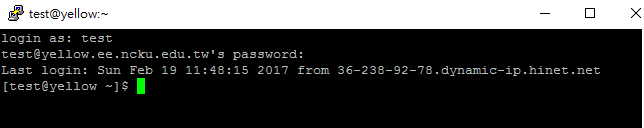 test@yellow:~
login as: test
test@yellow.ee.ncku.edu.tw's password:
Last login: Sun Feb 19 11:48:15 2017 from 36-238-92-78.dynamic-ip.hinet.net
[test@yellow ~]$